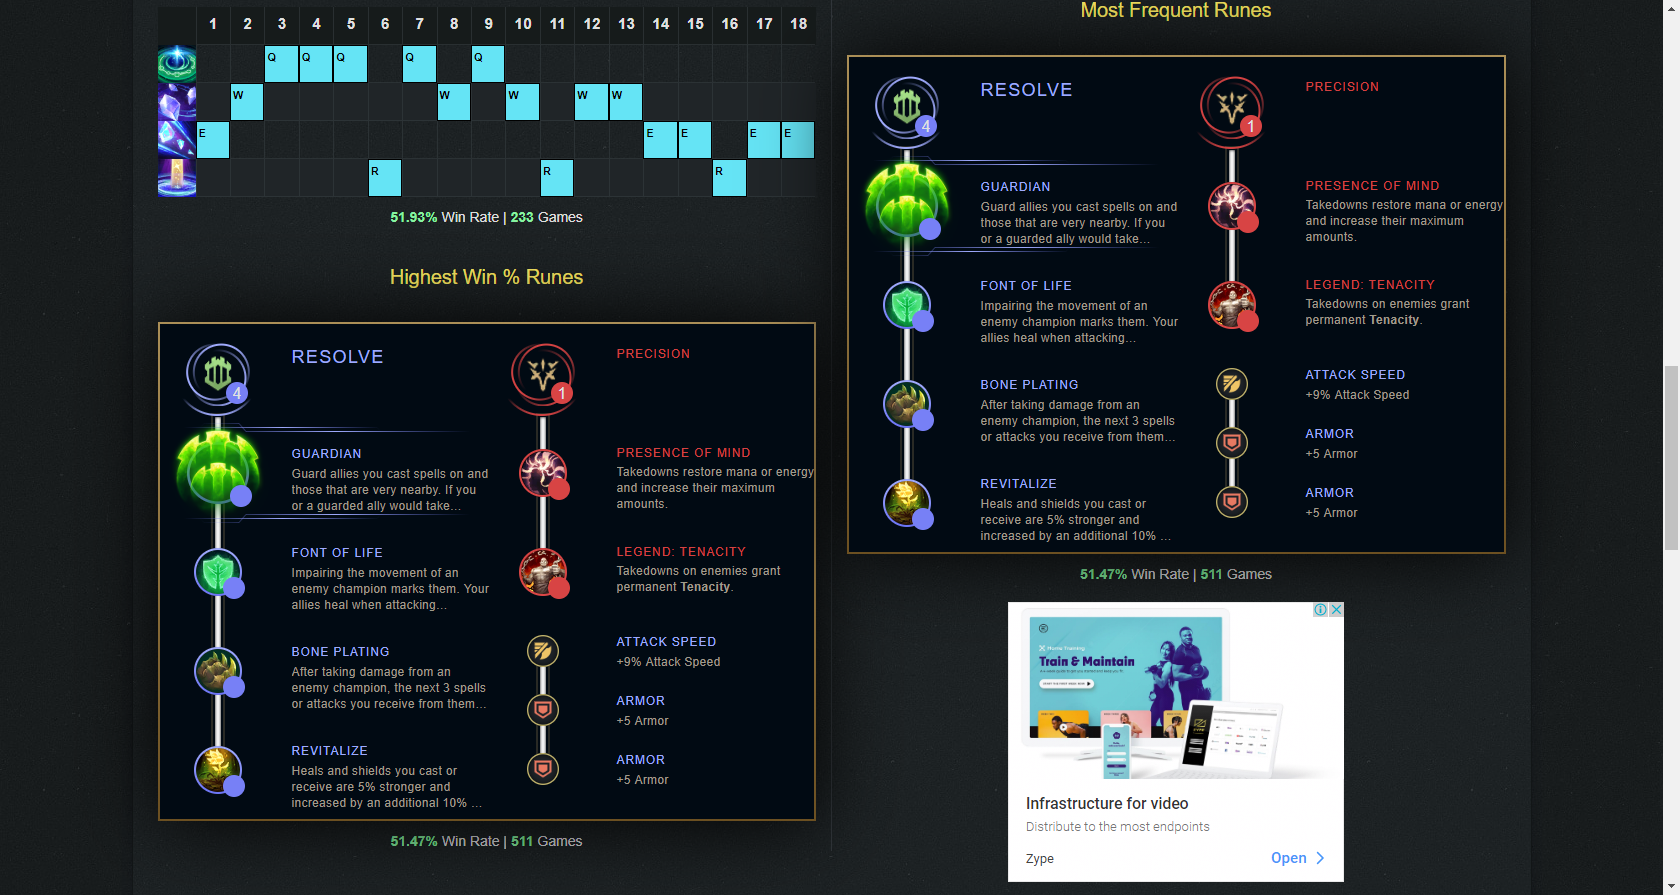 1 2 3 4 5 6 7 8 9 10 11 12 13 14 15 16 17 18
Q Q Q Q Q
W W W W W
E E E E E
R R R
51.93% Win Rate | 233 Games
Highest Win % Runes
RESOLVE
4
GUARDIAN
Guard allies you cast spells on and
those that are very nearby. If you
or a guarded ally would take...
FONT OF LIFE
Impairing the movement of an
enemy champion marks them. Your
allies heal when attacking...
BONE PLATING
After taking damage from an
enemy champion, the next 3 spells
or attacks you receive from them...
REVITALIZE
Heals and shields you cast or
receive are 5% stronger and
increased by an additional 10% ...
PRECISION
1
PRESENCE OF MIND
Takedowns restore mana or energy
and increase their maximum
amounts.
LEGEND: TENACITY
Takedowns on enemies grant
permanent Tenacity.
ATTACK SPEED
+9% Attack Speed
ARMOR
+5 Armor
ARMOR
+5 Armor
51.47% Win Rate | 511 Games
Most Frequent Runes
RESOLVE
4
GUARDIAN
Guard allies you cast spells on and
those that are very nearby. If you
or a guarded ally would take...
FONT OF LIFE
Impairing the movement of an
enemy champion marks them. Your
allies heal when attacking...
BONE PLATING
After taking damage from an
enemy champion, the next 3 spells
or attacks you receive from them...
REVITALIZE
Heals and shields you cast or
receive are 5% stronger and
increased by an additional 10% ...
PRECISION
1
PRESENCE OF MIND
Takedowns restore mana or energy
and increase their maximum
amounts.
LEGEND: TENACITY
Takedowns on enemies grant
permanent Tenacity.
ATTACK SPEED
+9% Attack Speed
ARMOR
+5 Armor
ARMOR
+5 Armor
51.47% Win Rate | 511 Games
Home Training
Train & Maintain
Infrastructure for video
Distribute to the most endpoints
Zype
Open